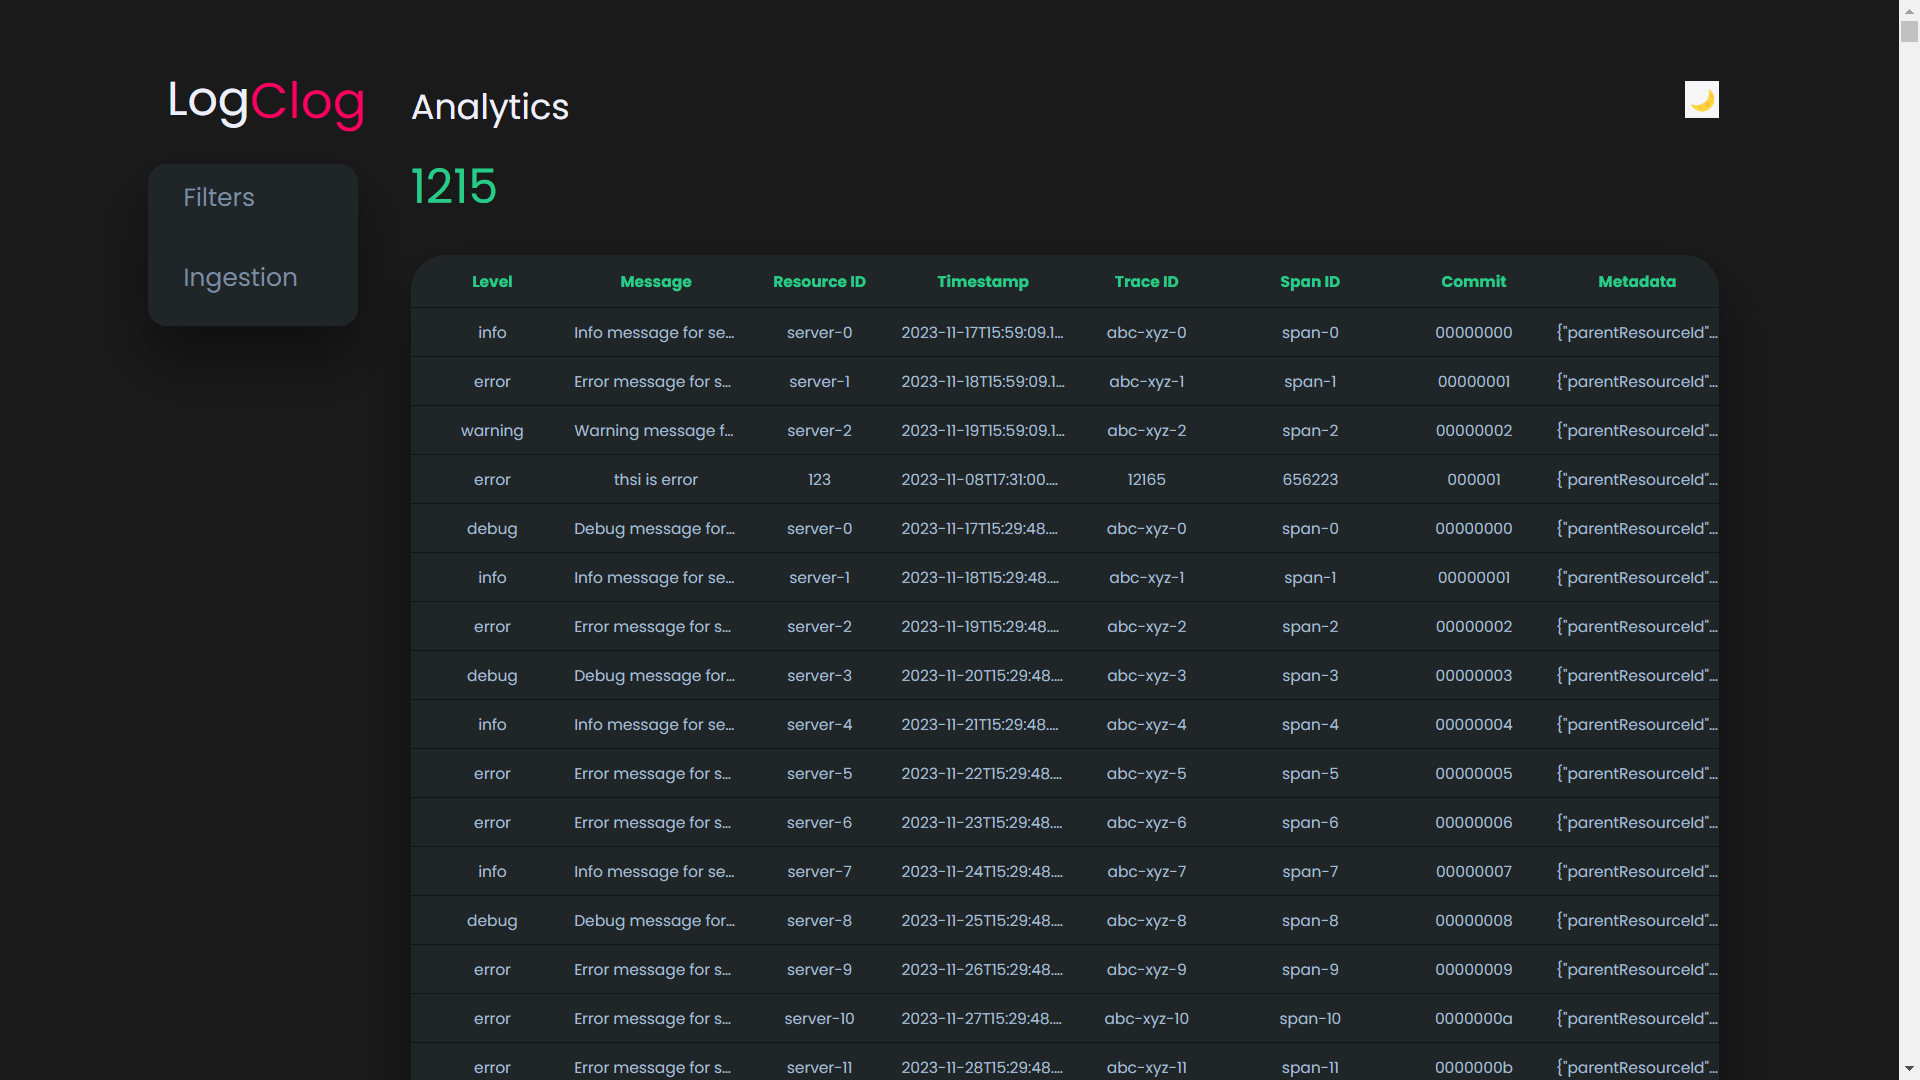 LogClog
Analytics
1215
Filters
Ingestion
Level Message Resource ID Timestamp Trace ID Span ID Commit Metadata
info Info message for se... server-0 2023-11-17T15:59:09.1... abc-xyz-0 span-0 00000000 {"parentResourceId"...
error Error message for s... server-1 2023-11-18T15:59:09.1... abc-xyz-1 span-1 00000001 {"parentResourceId"...
warning Warning message f... server-2 2023-11-19T15:59:09.1... abc-xyz-2 span-2 00000002 {"parentResourceId"...
error thsi is error 123 2023-11-08T17:31:00.... 12165 656223 000001 {"parentResourceId"...
debug Debug message for... server-0 2023-11-17T15:29:48.... abc-xyz-0 span-0 00000000 {"parentResourceId"...
info Info message for se... server-1 2023-11-18T15:29:48.... abc-xyz-1 span-1 00000001 {"parentResourceId"...
error Error message for s... server-2 2023-11-19T15:29:48.... abc-xyz-2 span-2 00000002 {"parentResourceId"...
debug Debug message for... server-3 2023-11-20T15:29:48.... abc-xyz-3 span-3 00000003 {"parentResourceId"...
info Info message for se... server-4 2023-11-21T15:29:48.... abc-xyz-4 span-4 00000004 {"parentResourceId"...
error Error message for s... server-5 2023-11-22T15:29:48.... abc-xyz-5 span-5 00000005 {"parentResourceId"...
error Error message for s... server-6 2023-11-23T15:29:48.... abc-xyz-6 span-6 00000006 {"parentResourceId"...
info Info message for se... server-7 2023-11-24T15:29:48.... abc-xyz-7 span-7 00000007 {"parentResourceId"...
debug Debug message for... server-8 2023-11-25T15:29:48.... abc-xyz-8 span-8 00000008 {"parentResourceId"...
error Error message for s... server-9 2023-11-26T15:29:48.... abc-xyz-9 span-9 00000009 {"parentResourceId"...
error Error message for s... server-10 2023-11-27T15:29:48.... abc-xyz-10 span-10 0000000a {"parentResourceId"...
error Error message for s... server-11 2023-11-28T15:29:48.... abc-xyz-11 span-11 0000000b {"parentResourceId"...